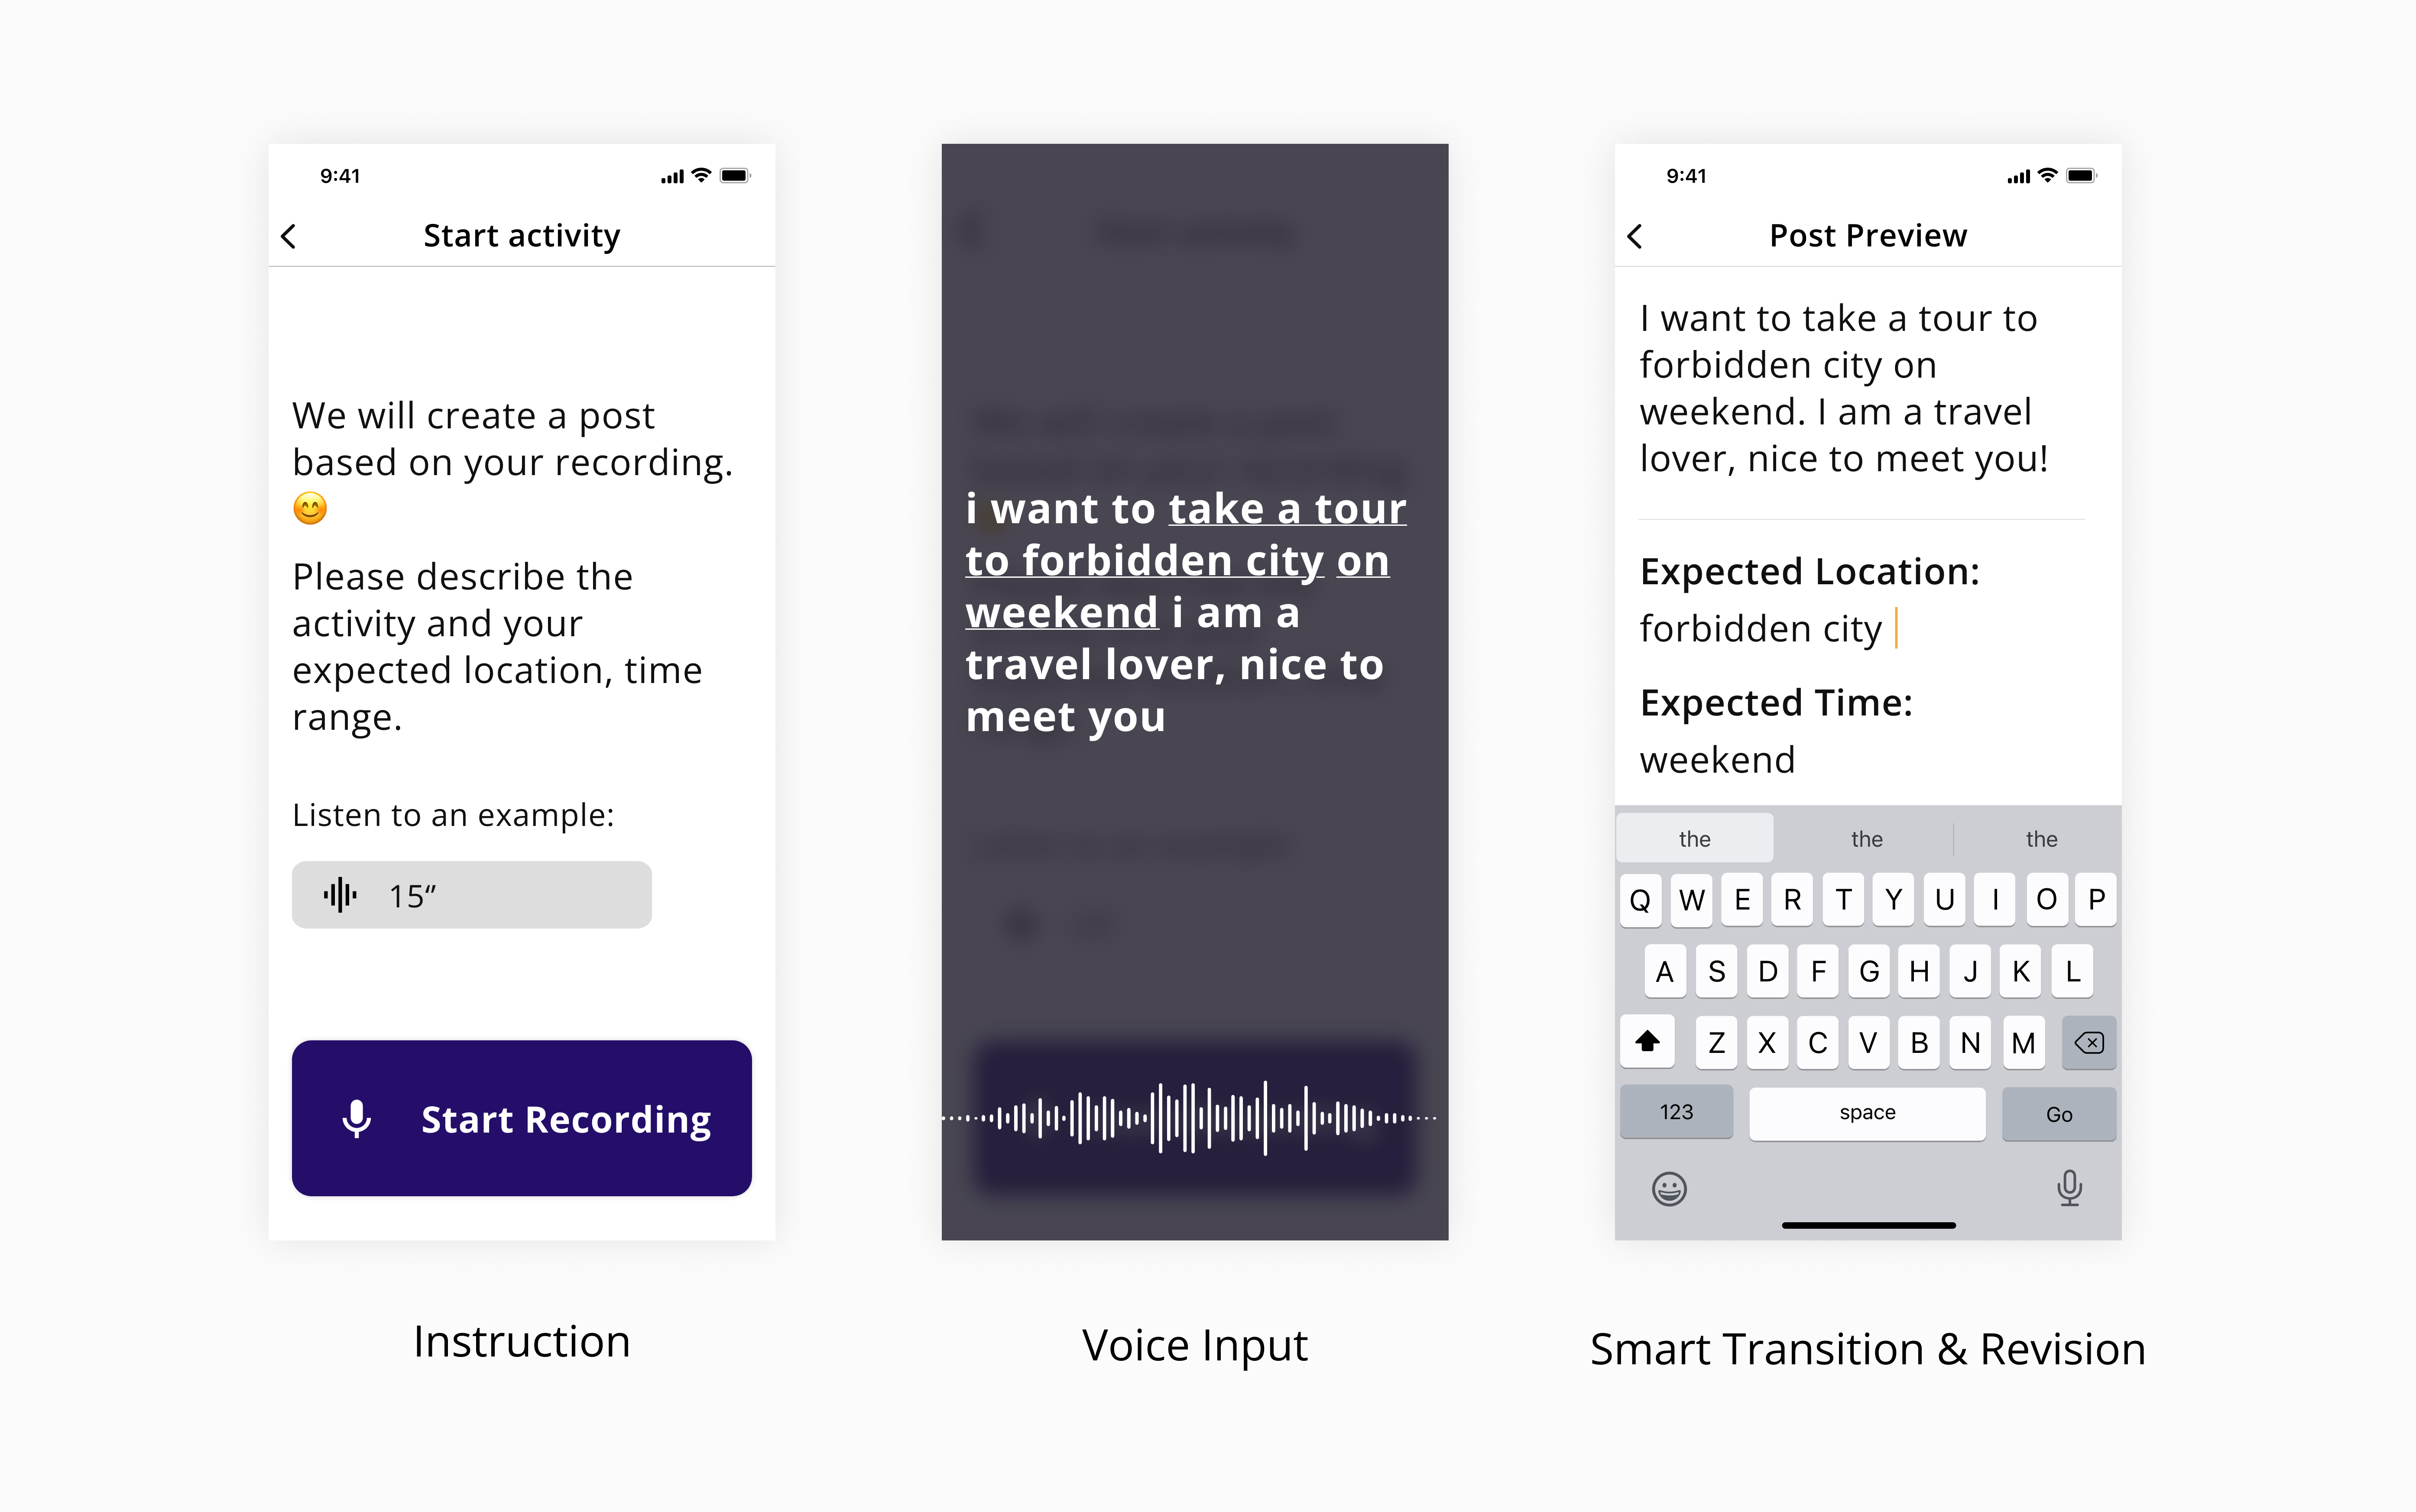 9:41
Start activity
We will create a post
based on your recording.
😊
Please describe the
activity and your
expected location, time
range.
Listen to an example:
15‘’
Start Recording
Instruction
i want to take a tour
to forbidden city on
weekend i am a
travel lover, nice to
meet you
Voice Input
9:41
Post Preview
I want to take a tour to
forbidden city on
weekend. I am a travel
lover, nice to meet you!
Expected Location:
forbidden city
Expected Time:
weekend
the the the
Q W E R T Y U I O P
A S D F G H J K L
Z X C V B N M
123 space Go
Smart Transition & Revision